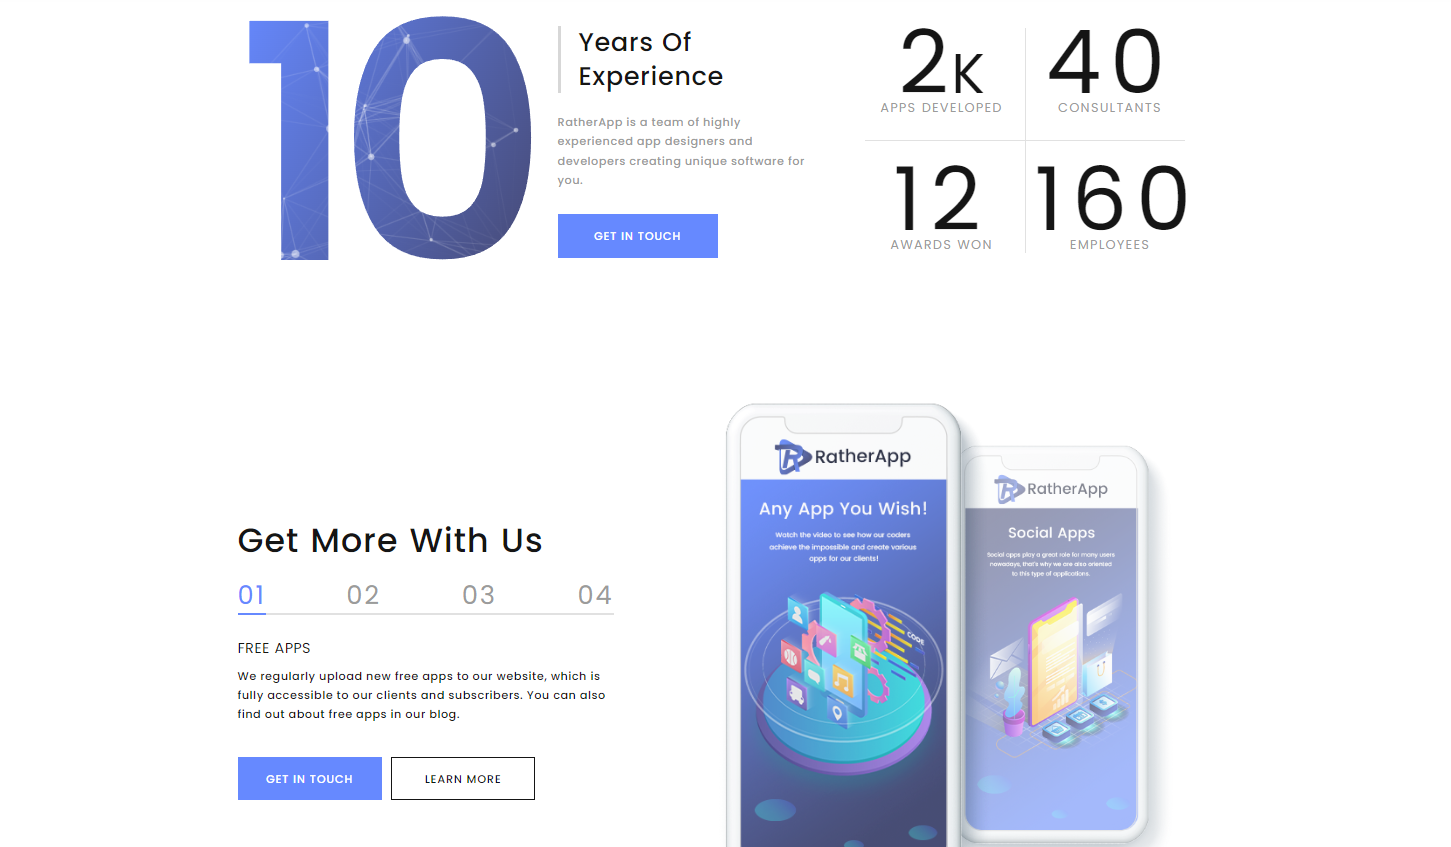 10
Years Of
Experience
RatherApp is a team of highly
experienced app designers and
developers creating unique software for
you.
GET IN TOUCH
2K
APPS DEVELOPED
40
CONSULTANTS
12
AWARDS WON
160
EMPLOYEES
Get More With Us
01 02 03 04
FREE APPS
We regularly upload new free apps to our website, which is
fully accessible to our clients and subscribers. You can also
find out about free apps in our blog.
GET IN TOUCH
LEARN MORE
RatherApp
Any App You Wish!
Watch the video to see how our coders
achieve the impossible and create various
apps for our clients!
CODE
RatherApp
Social Apps
Social apps play a great role for many users
nowadays, that's why we are also oriented
to this type of applications.